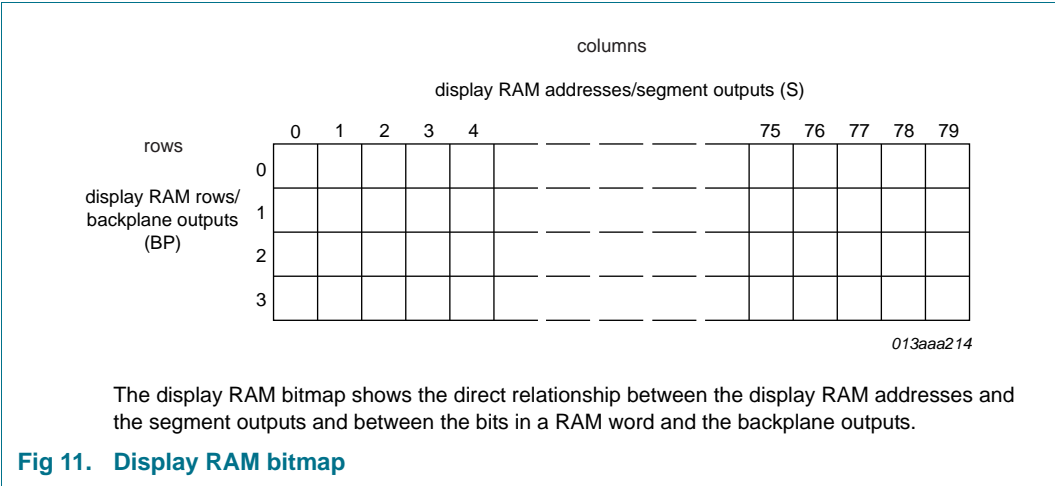 columns
display RAM addresses/segment outputs (S)
0 1 2 3 4 75 76 77 78 79
rows
0
display RAM rows/
backplane outputs
(BP)
1
2
3
013aaa214
The display RAM bitmap shows the direct relationship between the display RAM addresses and
the segment outputs and between the bits in a RAM word and the backplane outputs.
Fig 11. Display RAM bitmap